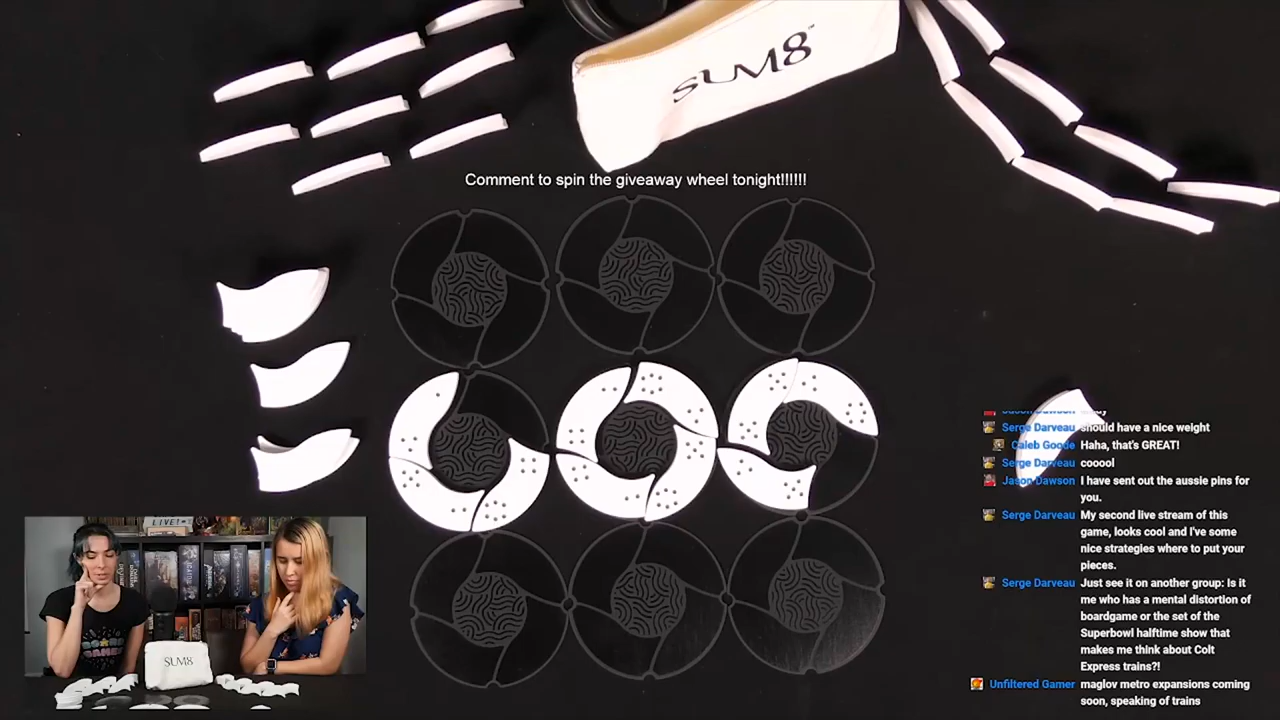 SUM8™
Comment to spin the giveaway wheel tonight!!!!!!
Serge Darveau should have a nice weight
Caleb Goode Haha, that's GREAT!
Serge Darveau cooool
Jason Dawson I have sent out the aussie pins for
you.
Serge Darveau My second live stream of this
game, looks cool and I've some
nice strategies where to put your
pieces.
Serge Darveau Just see it on another group: Is it
me who has a mental distortion of
boardgame or the set of the
Superbowl halftime show that
makes me think about Colt
Express trains?!
Unfiltered Gamer maglov metro expansions coming
soon, speaking of trains
LIVE!
SUM8